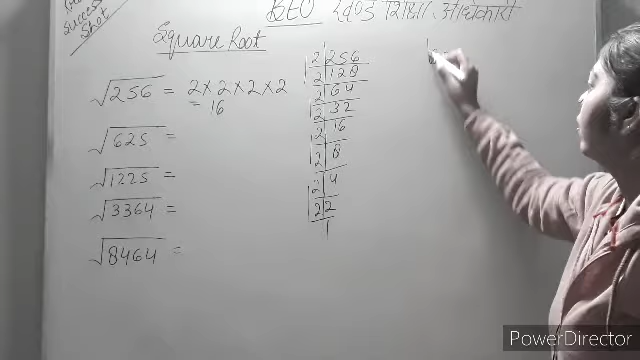 Success
Shot
BEO खण्ड शिक्षा अधिकारी
Square Root
√256 = 2×2×2×2
= 16
√625 =
√1225 =
√3364 =
√8464 =
2 256
2 128
2 64
2 32
2 16
2 8
2 4
2 2
1
PowerDirector